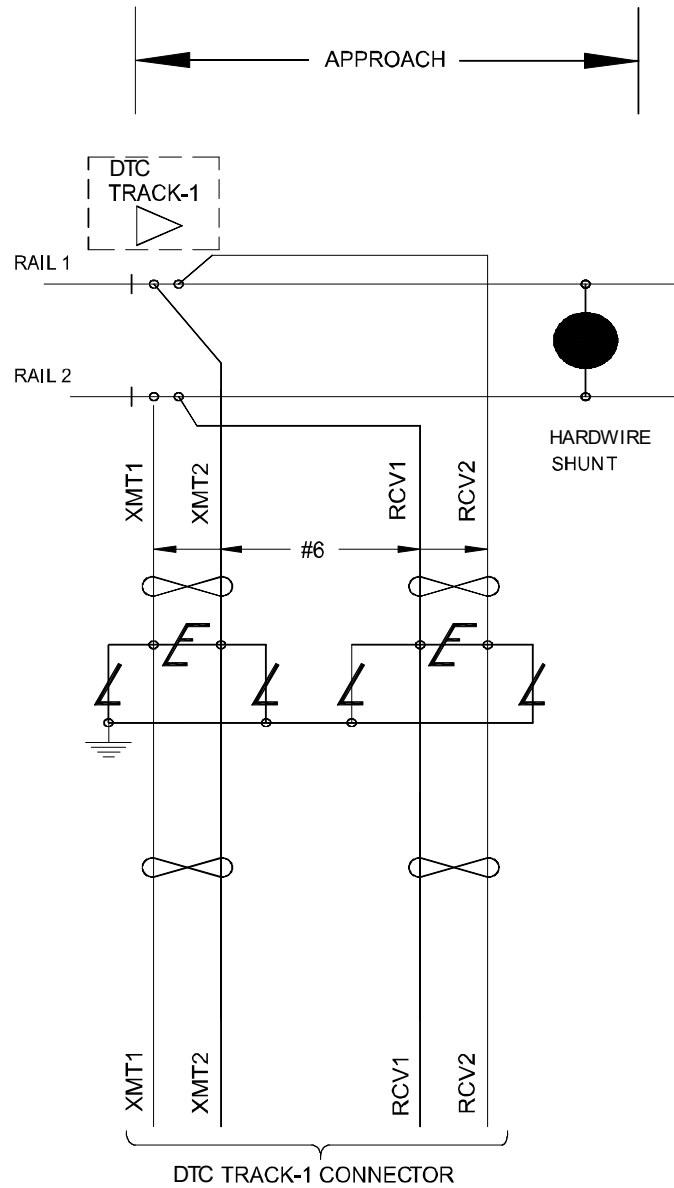 APPROACH
DTC
TRACK-1
RAIL 1
RAIL 2
HARDWIRE
SHUNT
XMT1
XMT2
RCV1
RCV2
#6
XMT1
XMT2
RCV1
RCV2
DTC TRACK-1 CONNECTOR